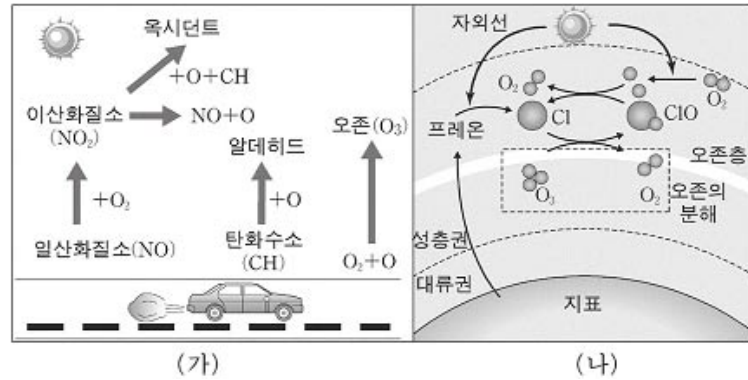 옥시던트
+O+CH
이산화질소
(NO₂)
NO+O
오존(O₃)
알데히드
+O₂
+O
일산화질소(NO)
탄화수소
(CH)
O₂+O
(가)
자외선
O₂
O₂
Cl
ClO
프레온
오존층
O₃
O₂
오존의
분해
성층권
대류권
지표
(나)